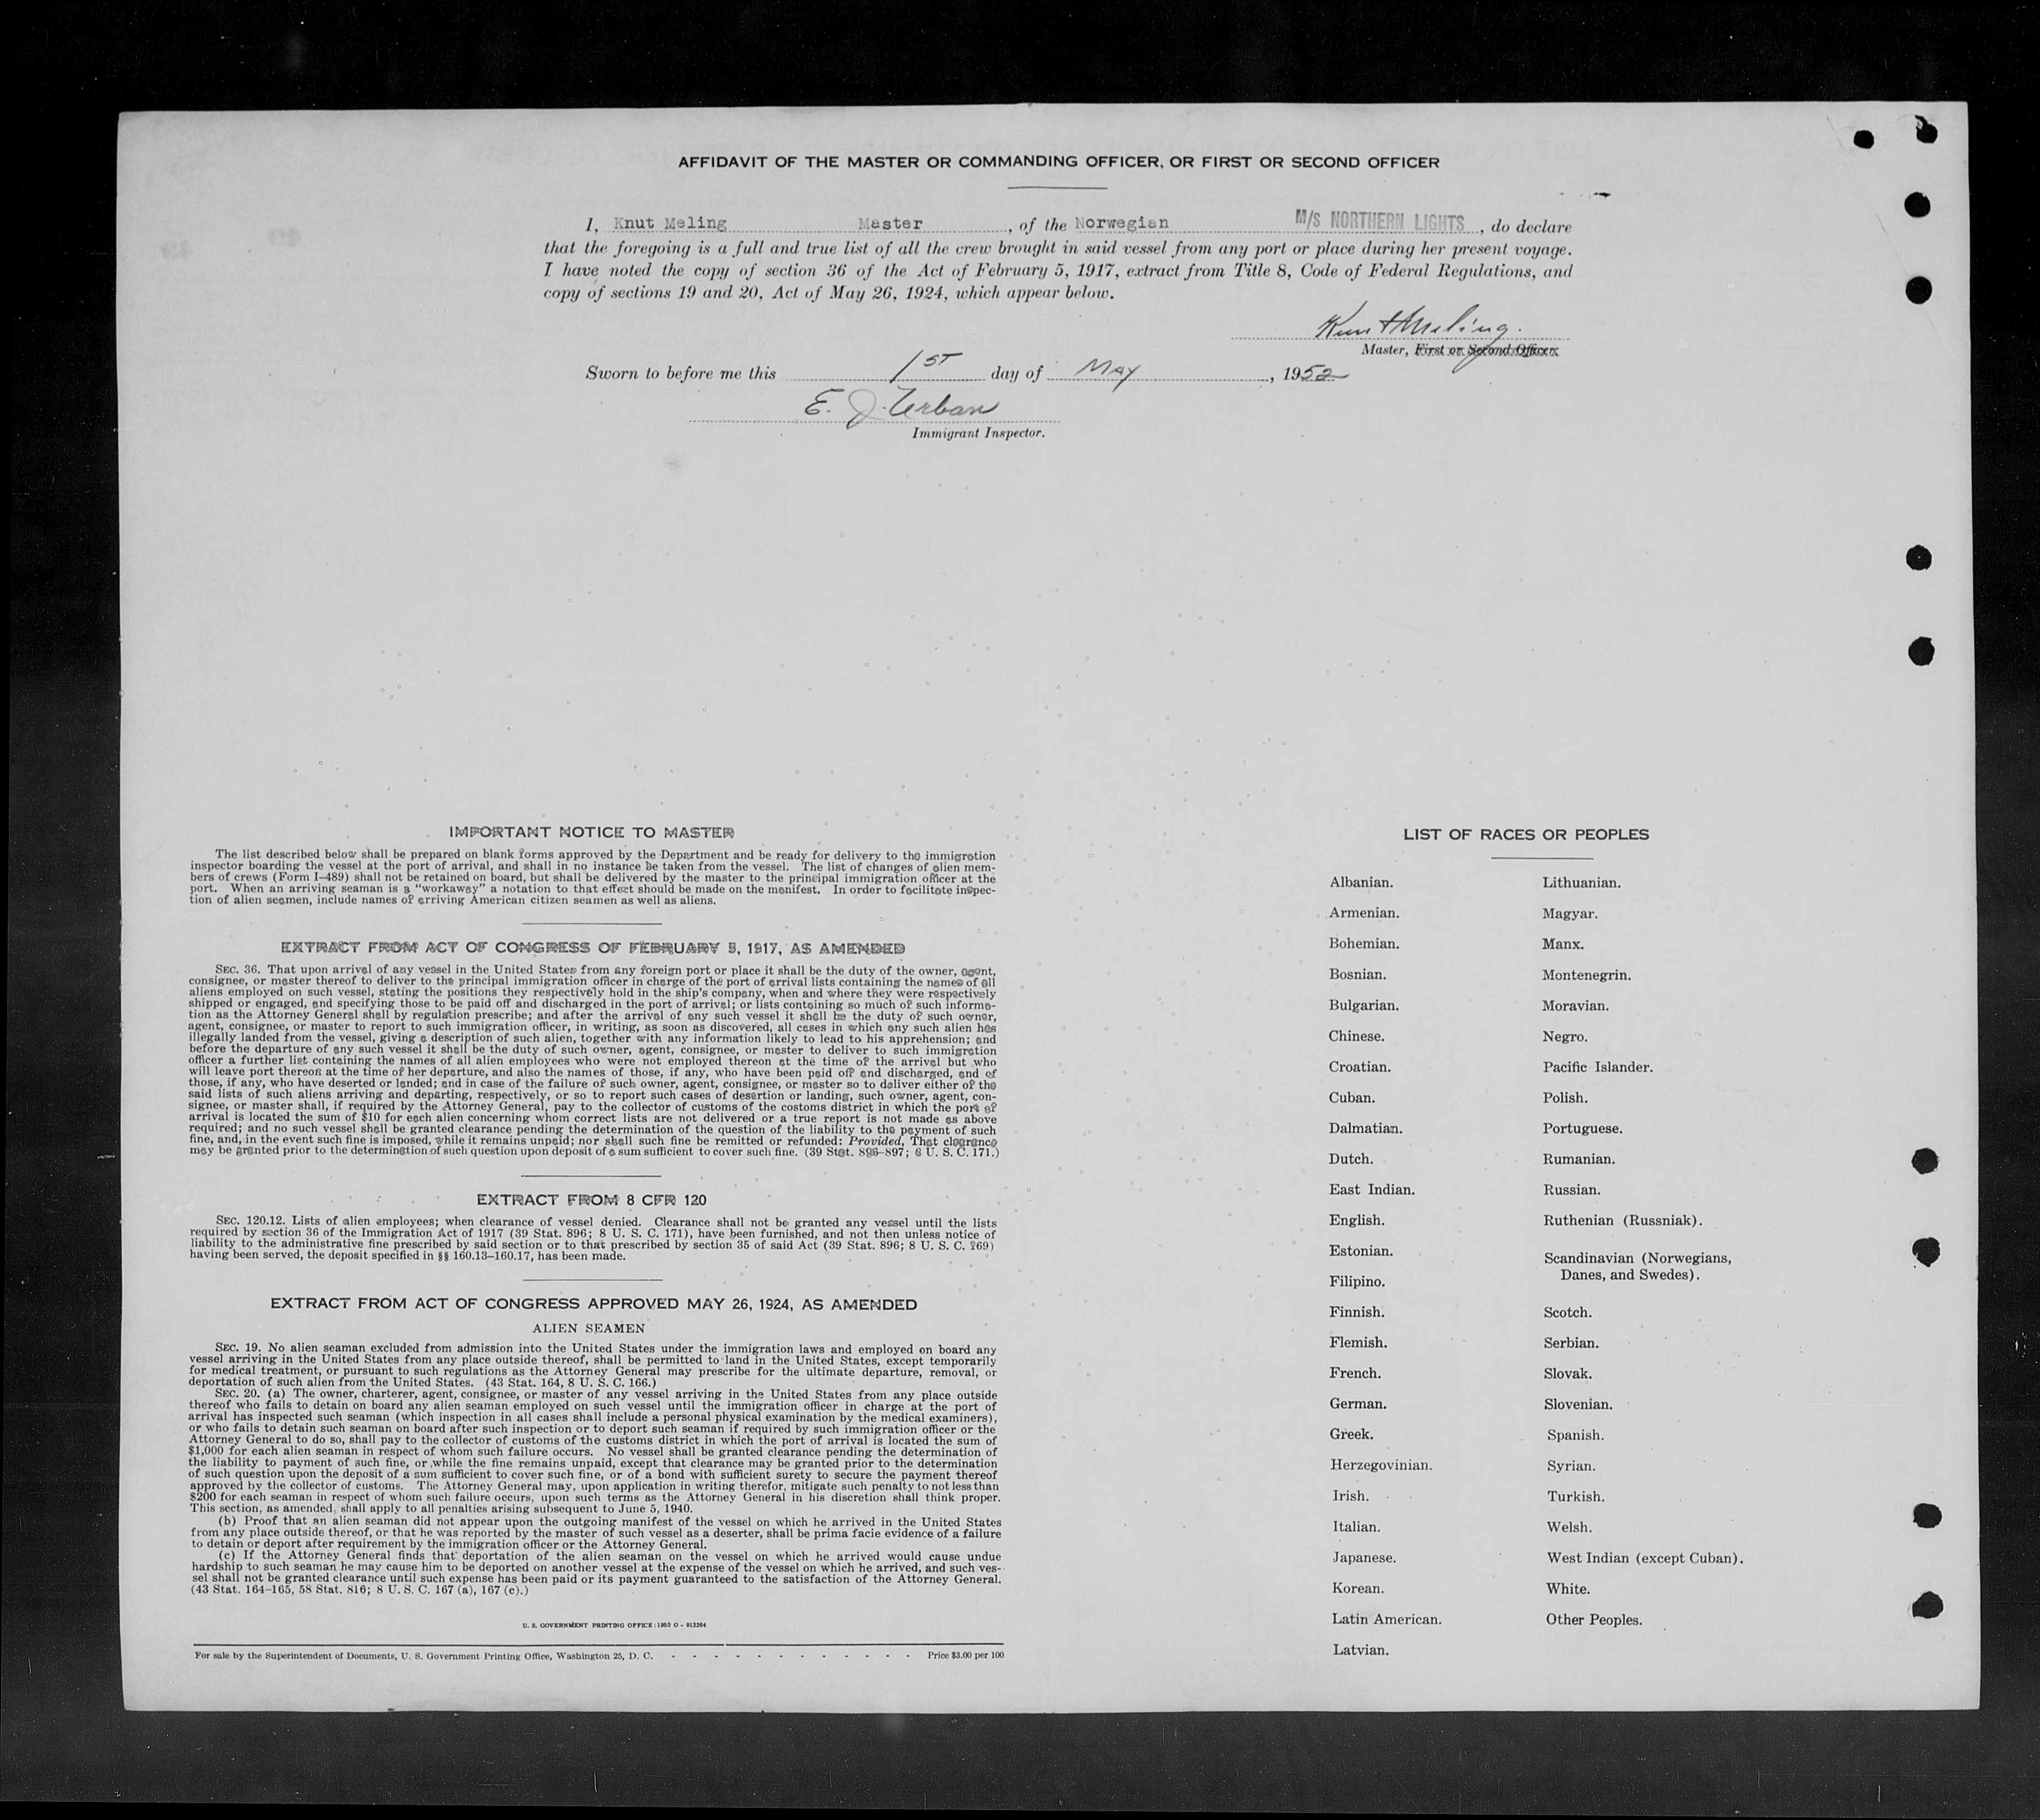 AFFIDAVIT OF THE MASTER OR COMMANDING OFFICER, OR FIRST OR SECOND OFFICER
I, Knut Meling Master , of the Norwegian M/S NORTHERN LIGHTS , do declare
that the foregoing is a full and true list of all the crew brought in said vessel from any port or place during her present voyage.
I have noted the copy of section 36 of the Act of February 5, 1917, extract from Title 8, Code of Federal Regulations, and
copy of sections 19 and 20, Act of May 26, 1924, which appear below.
Knut Meling.
Master, First or Second Officer.
Sworn to before me this 1ST day of May , 1952
E. J. Urban
Immigrant Inspector.
IMPORTANT NOTICE TO MASTER
The list described below shall be prepared on blank forms approved by the Department and be ready for delivery to the immigration
inspector boarding the vessel at the port of arrival, and shall in no instance be taken from the vessel. The list of changes of alien mem-
bers of crews (Form I-489) shall not be retained on board, but shall be delivered by the master to the principal immigration officer at the
port. When an arriving seaman is a "workaway" a notation to that effect should be made on the manifest. In order to facilitate inspec-
tion of alien seamen, include names of arriving American citizen seamen as well as aliens.
EXTRACT FROM ACT OF CONGRESS OF FEBRUARY 5, 1917, AS AMENDED
SEC. 36. That upon arrival of any vessel in the United States from any foreign port or place it shall be the duty of the owner, agent,
consignee, or master thereof to deliver to the principal immigration officer in charge of the port of arrival lists containing the names of all
aliens employed on such vessel, stating the positions they respectively hold in the ship's company, when and where they were respectively
shipped or engaged, and specifying those to be paid off and discharged in the port of arrival; or lists containing so much of such informa-
tion as the Attorney General shall by regulation prescribe; and after the arrival of any such vessel it shall be the duty of such owner,
agent, consignee, or master to report to such immigration officer, in writing, as soon as discovered, all cases in which any such alien has
illegally landed from the vessel, giving a description of such alien, together with any information likely to lead to his apprehension; and
before the departure of any such vessel it shall be the duty of such owner, agent, consignee, or master to deliver to such immigration
officer a further list containing the names of all alien employees who were not employed thereon at the time of the arrival but who
will leave port thereon at the time of her departure, and also the names of those, if any, who have been paid off and discharged, and of
those, if any, who have deserted or landed; and in case of the failure of such owner, agent, consignee, or master so to deliver either of the
said lists of such aliens arriving and departing, respectively, or so to report such cases of desertion or landing, such owner, agent, con-
signee, or master shall, if required by the Attorney General, pay to the collector of customs of the costoms district in which the port of
arrival is located the sum of $10 for each alien concerning whom correct lists are not delivered or a true report is not made as above
required; and no such vessel shall be granted clearance pending the determination of the question of the liability to the payment of such
fine, and, in the event such fine is imposed, while it remains unpaid; nor shall such fine be remitted or refunded: Provided, That clearance
may be granted prior to the determination of such question upon deposit of a sum sufficient to cover such fine. (39 Stat. 896-897; 8 U. S. C. 171.)
EXTRACT FROM 8 CFR 120
SEC. 120.12. Lists of alien employees; when clearance of vessel denied. Clearance shall not be granted any vessel until the lists
required by section 36 of the Immigration Act of 1917 (39 Stat. 896; 8 U. S. C. 171), have been furnished, and not then unless notice of
liability to the administrative fine prescribed by said section or to that prescribed by section 35 of said Act (39 Stat. 896; 8 U. S. C. 169)
having been served, the deposit specified in §§ 160.13-160.17, has been made.
EXTRACT FROM ACT OF CONGRESS APPROVED MAY 26, 1924, AS AMENDED
ALIEN SEAMEN
SEC. 19. No alien seaman excluded from admission into the United States under the immigration laws and employed on board any
vessel arriving in the United States from any place outside thereof, shall be permitted to land in the United States, except temporarily
for medical treatment, or pursuant to such regulations as the Attorney General may prescribe for the ultimate departure, removal, or
deportation of such alien from the United States. (43 Stat. 164, 8 U. S. C. 166.)
SEC. 20. (a) The owner, charterer, agent, consignee, or master of any vessel arriving in the United States from any place outside
thereof who fails to detain on board any alien seaman employed on such vessel until the immigration officer in charge at the port of
arrival has inspected such seaman (which inspection in all cases shall include a personal physical examination by the medical examiners),
or who fails to detain such seaman on board after such inspection or to deport such seaman if required by such immigration officer or the
Attorney General to do so, shall pay to the collector of customs of the customs district in which the port of arrival is located the sum of
$1,000 for each alien seaman in respect of whom such failure occurs. No vessel shall be granted clearance pending the determination of
the liability to payment of such fine, or while the fine remains unpaid, except that clearance may be granted prior to the determination
of such question upon the deposit of a sum sufficient to cover such fine, or of a bond with sufficient surety to secure the payment thereof
approved by the collector of customs. The Attorney General may, upon application in writing therefor, mitigate such penalty to not less than
$200 for each seaman in respect of whom such failure occurs, upon such terms as the Attorney General in his discretion shall think proper.
This section, as amended, shall apply to all penalties arising subsequent to June 5, 1940.
(b) Proof that an alien seaman did not appear upon the outgoing manifest of the vessel on which he arrived in the United States
from any place outside thereof, or that he was reported by the master of such vessel as a deserter, shall be prima facie evidence of a failure
to detain or deport after requirement by the immigration officer or the Attorney General.
(c) If the Attorney General finds that deportation of the alien seaman on the vessel on which he arrived would cause undue
hardship to such seaman he may cause him to be deported on another vessel at the expense of the vessel on which he arrived, and such ves-
sel shall not be granted clearance until such expense has been paid or its payment guaranteed to the satisfaction of the Attorney General.
(43 Stat. 164-165, 58 Stat. 816; 8 U. S. C. 167 (a), 167 (c).)
U. S. GOVERNMENT PRINTING OFFICE: 1950 O - 913264
For sale by the Superintendent of Documents, U. S. Government Printing Office, Washington 25, D. C. - - - - - - - - - - - - Price $3.00 per 100
LIST OF RACES OR PEOPLES
Albanian.
Armenian.
Bohemian.
Bosnian.
Bulgarian.
Chinese.
Croatian.
Cuban.
Dalmatian.
Dutch.
East Indian.
English.
Estonian.
Filipino.
Finnish.
Flemish.
French.
German.
Greek.
Herzegovinian.
Irish.
Italian.
Japanese.
Korean.
Latin American.
Latvian.
Lithuanian.
Magyar.
Manx.
Montenegrin.
Moravian.
Negro.
Pacific Islander.
Polish.
Portuguese.
Rumanian.
Russian.
Ruthenian (Russniak).
Scandinavian (Norwegians,
Danes, and Swedes).
Scotch.
Serbian.
Slovak.
Slovenian.
Spanish.
Syrian.
Turkish.
Welsh.
West Indian (except Cuban).
White.
Other Peoples.